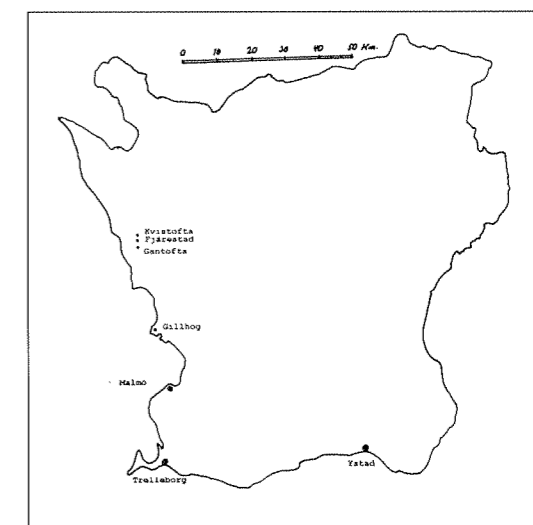 0 10 20 30 40 50 Km.
Kvistofta
Fjärestad
Gantofta
Gillhog
Malmö
Ystad
Trelleborg